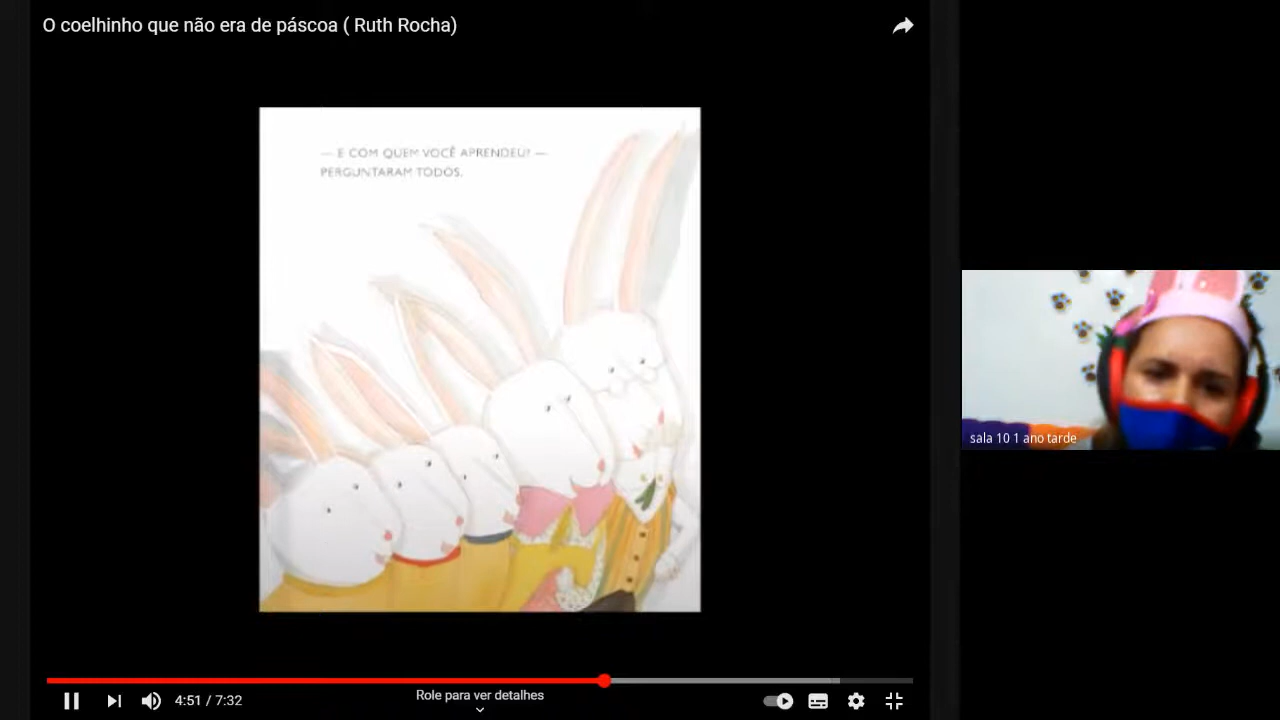 O coelhinho que não era de páscoa ( Ruth Rocha)
— E COM QUEM VOCÊ APRENDEU? —
PERGUNTARAM TODOS.
sala 10 1 ano tarde
4:51 / 7:32
Role para ver detalhes